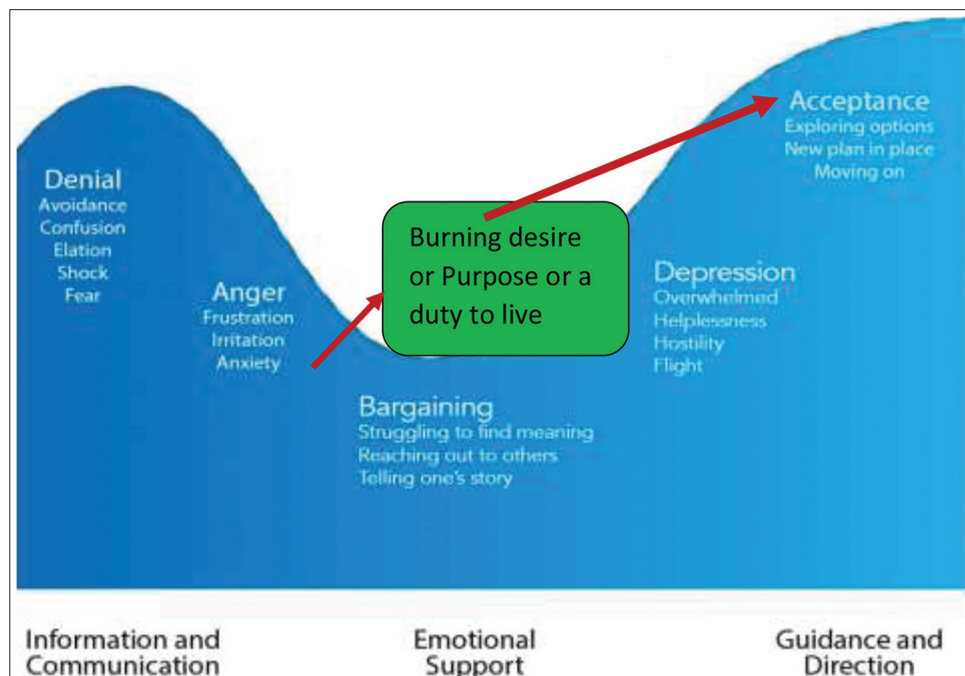 Denial
Avoidance
Confusion
Elation
Shock
Fear
Anger
Frustration
Irritation
Anxiety
Burning desire
or Purpose or a
duty to live
Bargaining
Struggling to find meaning
Reaching out to others
Telling one's story
Depression
Overwhelmed
Helplessness
Hostility
Flight
Acceptance
Exploring options
New plan in place
Moving on
Information and
Communication
Emotional
Support
Guidance and
Direction